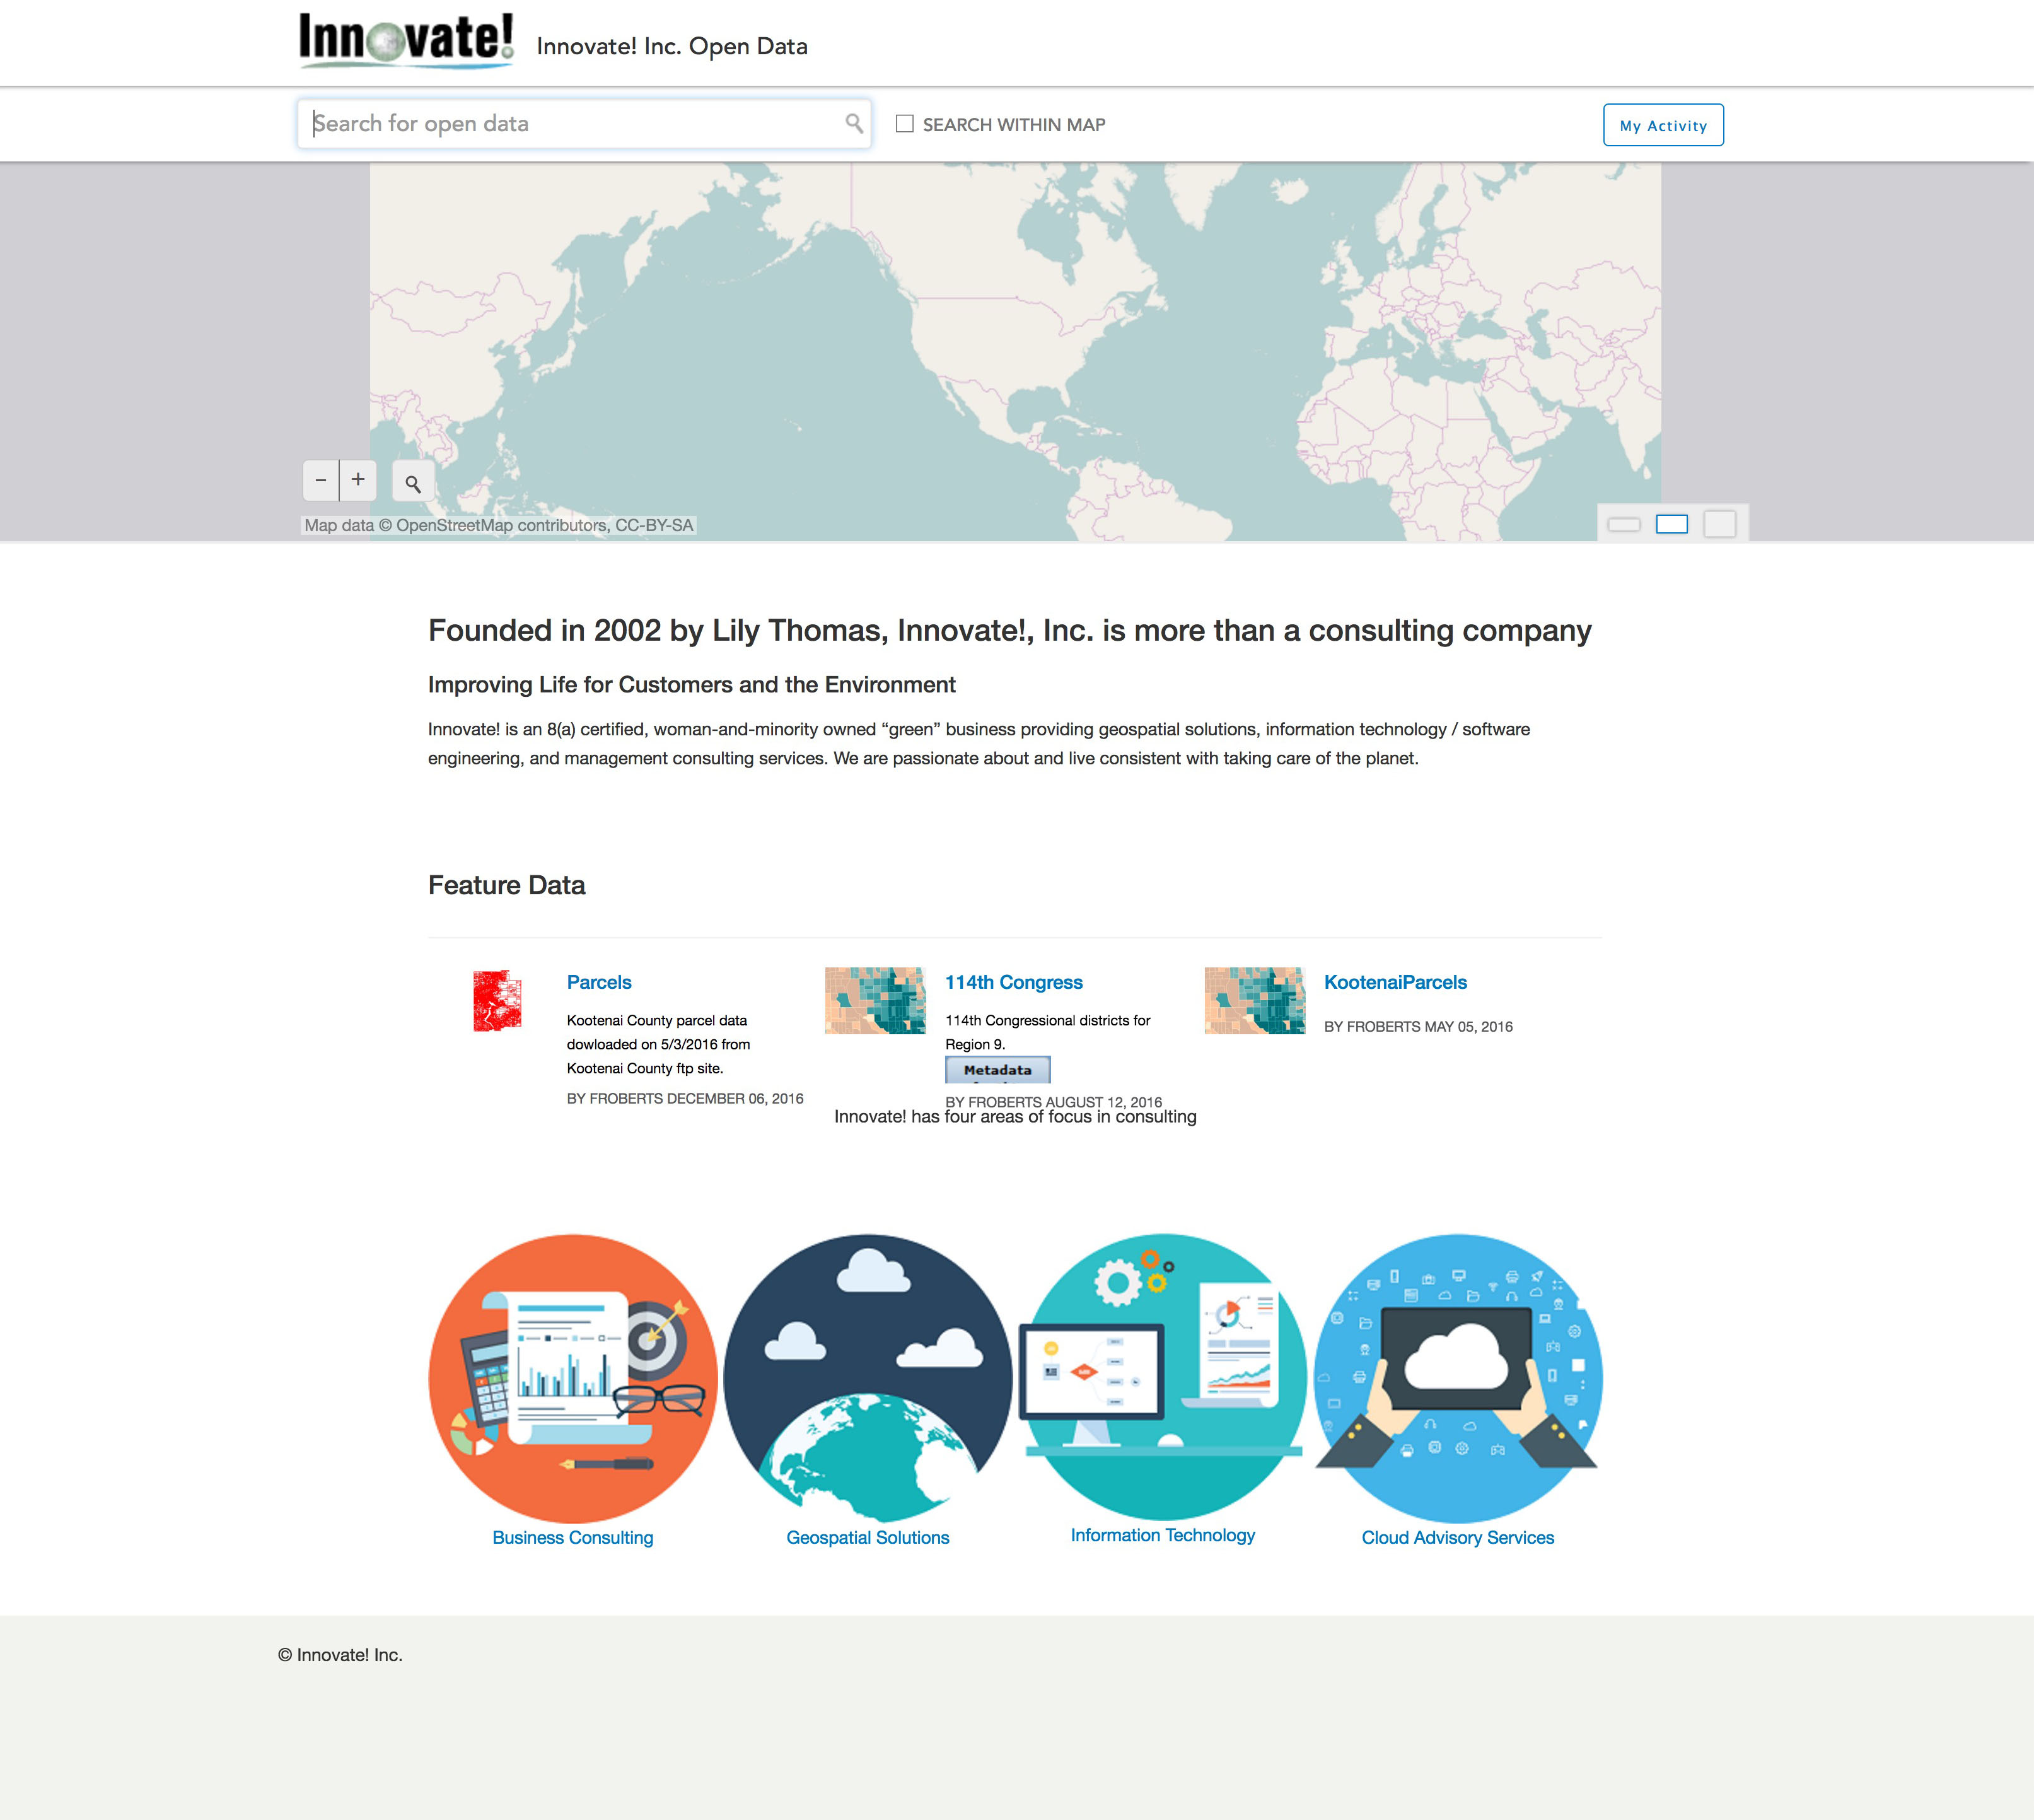 Innovate!
Innovate! Inc. Open Data
Search for open data
SEARCH WITHIN MAP
My Activity
− +
Map data © OpenStreetMap contributors, CC-BY-SA
Founded in 2002 by Lily Thomas, Innovate!, Inc. is more than a consulting company
Improving Life for Customers and the Environment
Innovate! is an 8(a) certified, woman-and-minority owned “green” business providing geospatial solutions, information technology / software
engineering, and management consulting services. We are passionate about and live consistent with taking care of the planet.
Feature Data
Parcels
Kootenai County parcel data
dowloaded on 5/3/2016 from
Kootenai County ftp site.
BY FROBERTS DECEMBER 06, 2016
114th Congress
114th Congressional districts for
Region 9.
Metadata
BY FROBERTS AUGUST 12, 2016
KootenaiParcels
BY FROBERTS MAY 05, 2016
Innovate! has four areas of focus in consulting
Business Consulting
Geospatial Solutions
Information Technology
Cloud Advisory Services
© Innovate! Inc.